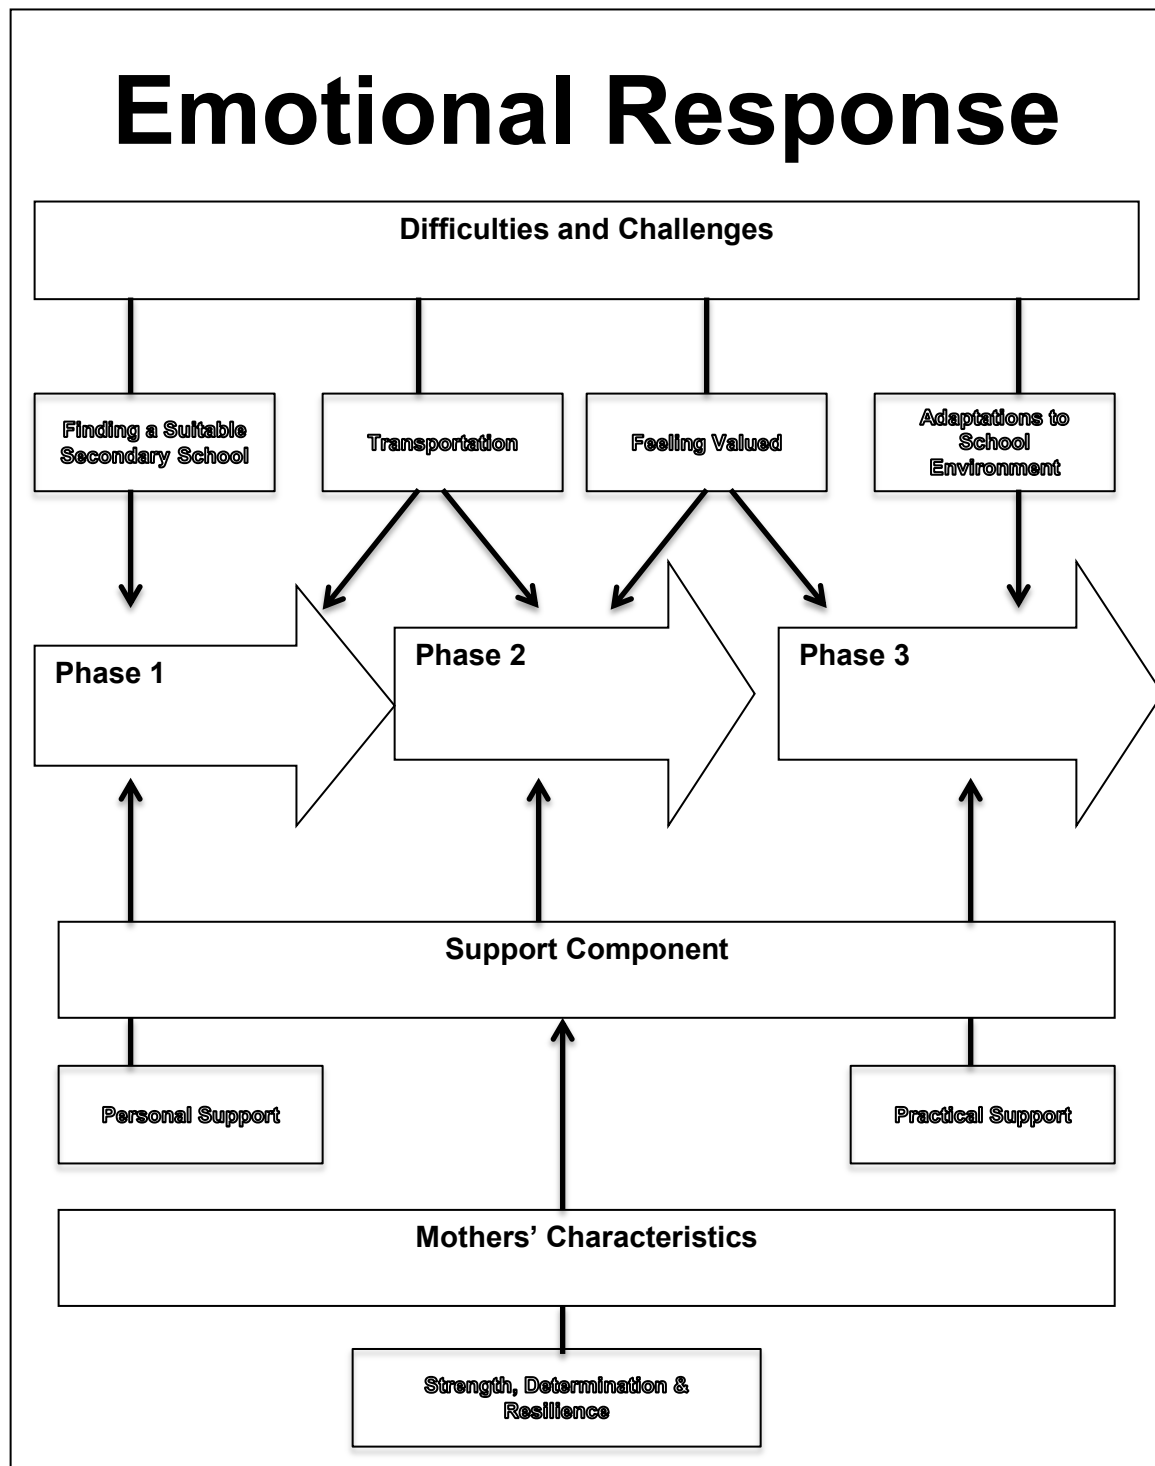 Emotional Response
Difficulties and Challenges
Finding a Suitable
Secondary School
Transportation
Feeling Valued
Adaptations to
School
Environment
Phase 1
Phase 2
Phase 3
Support Component
Personal Support
Practical Support
Mothers’ Characteristics
Strength, Determination &
Resilience